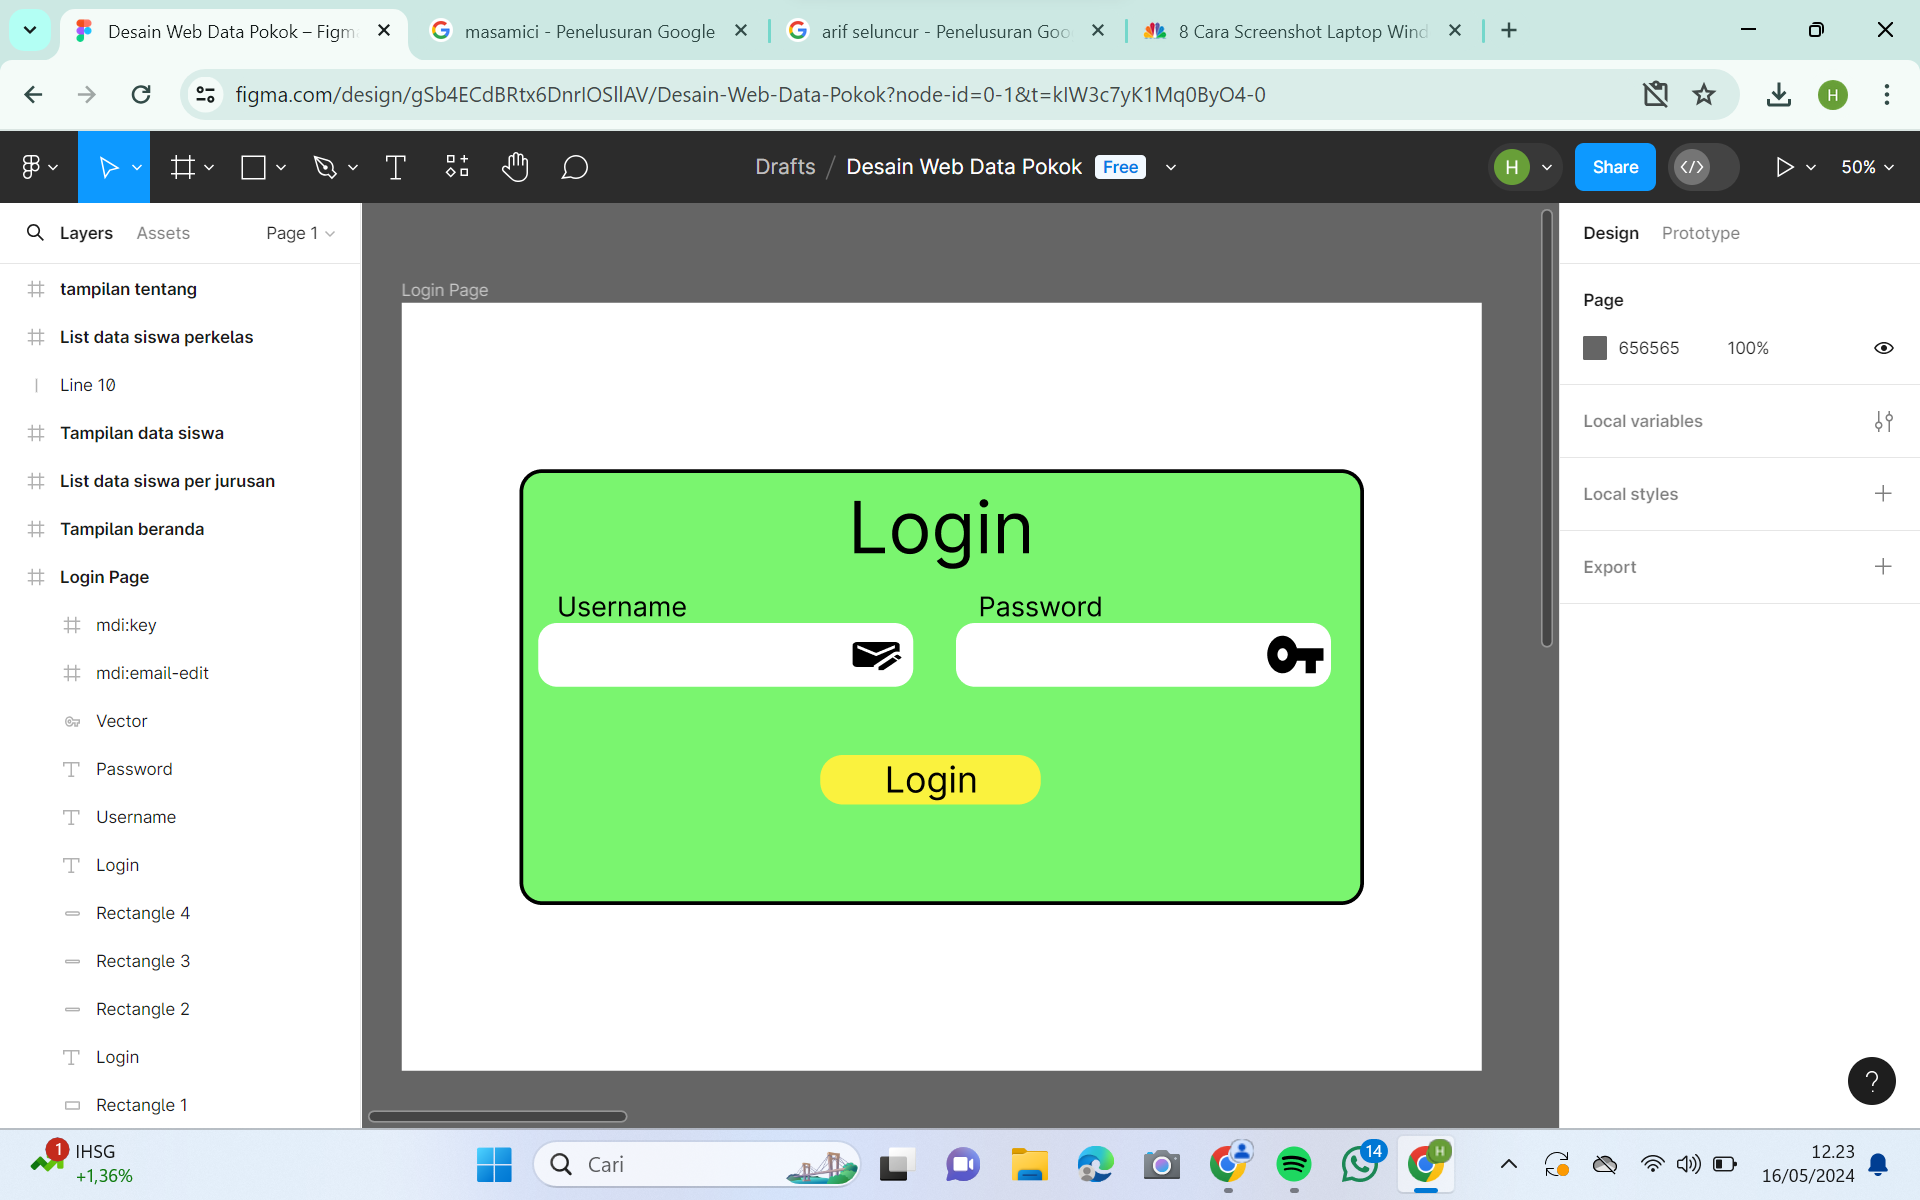 Desain Web Data Pokok – Figm
masamici - Penelusuran Google
arif seluncur - Penelusuran Goo
8 Cara Screenshot Laptop Wind
figma.com/design/gSb4ECdBRtx6DnrIOSllAV/Desain-Web-Data-Pokok?node-id=0-1&t=kIW3c7yK1Mq0ByO4-0
H
Drafts / Desain Web Data Pokok Free
H
Share
50%
Layers
Assets
Page 1
tampilan tentang
List data siswa perkelas
Line 10
Tampilan data siswa
List data siswa per jurusan
Tampilan beranda
Login Page
mdi:key
mdi:email-edit
Vector
Password
Username
Login
Rectangle 4
Rectangle 3
Rectangle 2
Login
Rectangle 1
Login Page
Login
Username
Password
Login
Design
Prototype
Page
656565
100%
Local variables
Local styles
Export
?
1
IHSG
+1,36%
Cari
14
H
12.23
16/05/2024